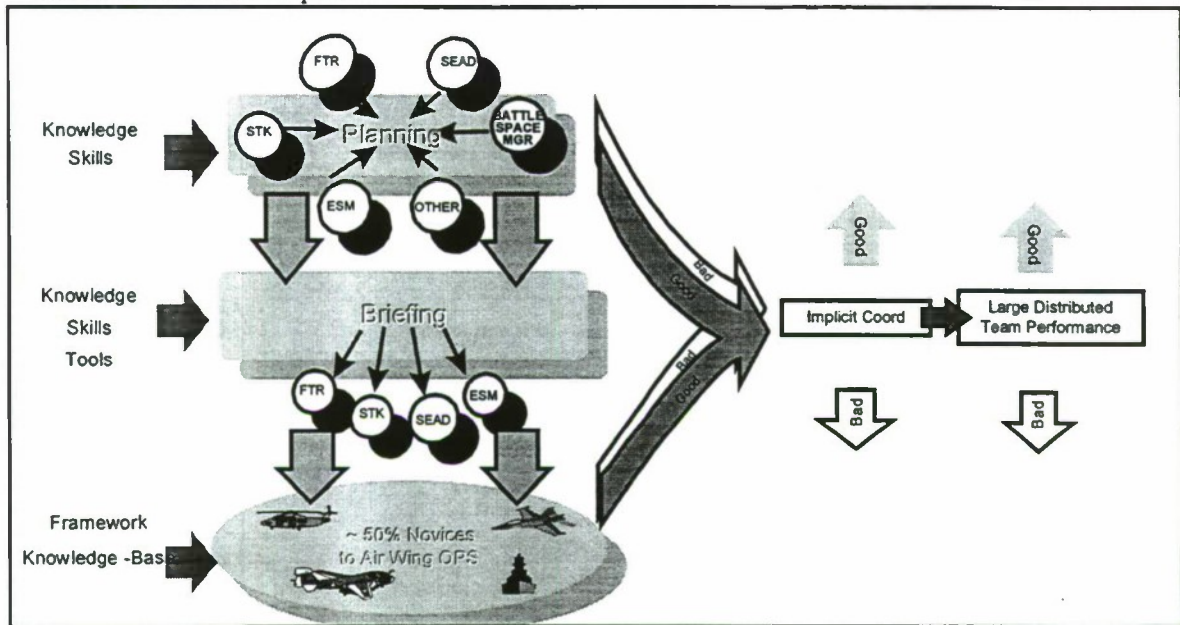 FTR
SEAD
Knowledge
Skills
STK
Planning
BATTLE
SPACE
MGR
ESM
OTHER
Good
Good
Knowledge
Skills
Tools
Briefing
Bad
Good
Implicit Coord
Large Distributed
Team Performance
Bad
Good
FTR
STK
SEAD
ESM
Bad
Bad
Framework
Knowledge -Base
~ 50% Novices
to Air Wing OPS